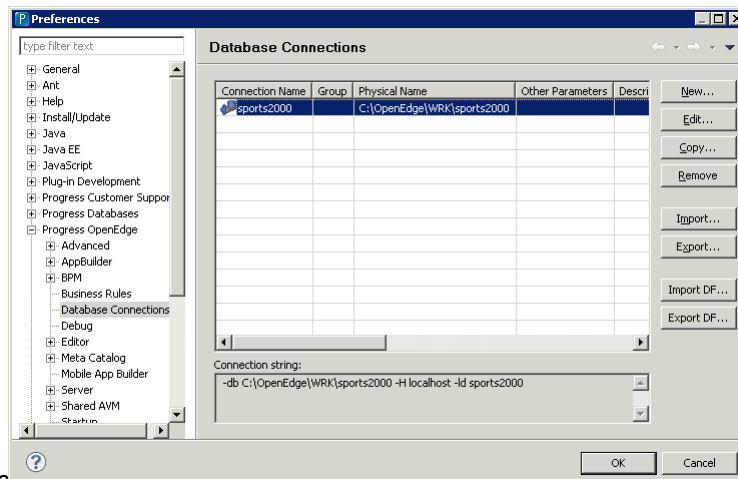 Preferences
type filter text
Database Connections
General
Ant
Help
Install/Update
Java
Java EE
JavaScript
Plug-in Development
Progress Customer Suppor
Progress Databases
Progress OpenEdge
Advanced
AppBuilder
BPM
Business Rules
Database Connections
Debug
Editor
Meta Catalog
Mobile App Builder
Server
Shared AVM
Startup
Connection Name Group Physical Name Other Parameters Descri
sports2000 C:\OpenEdge\WRK\sports2000
New...
Edit...
Copy...
Remove
Import...
Export...
Import DF...
Export DF...
Connection string:
-db C:\OpenEdge\WRK\sports2000 -H localhost -ld sports2000
OK Cancel